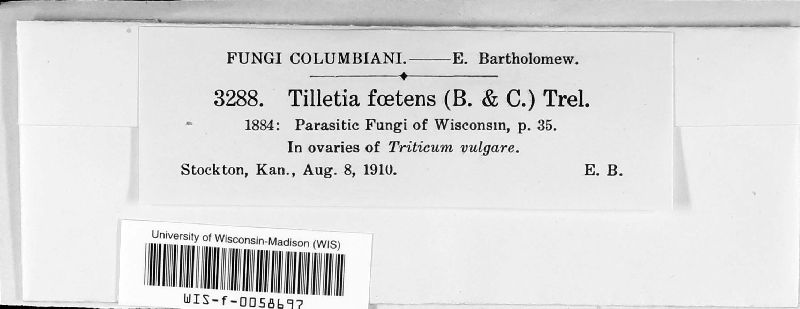 FUNGI COLUMBIANI.——E. Bartholomew.
3288. Tilletia fœtens (B. & C.) Trel.
1884: Parasitic Fungi of Wisconsin, p. 35.
In ovaries of Triticum vulgare.
Stockton, Kan., Aug. 8, 1910. E. B.
University of Wisconsin-Madison (WIS)
WIS-f-0058697